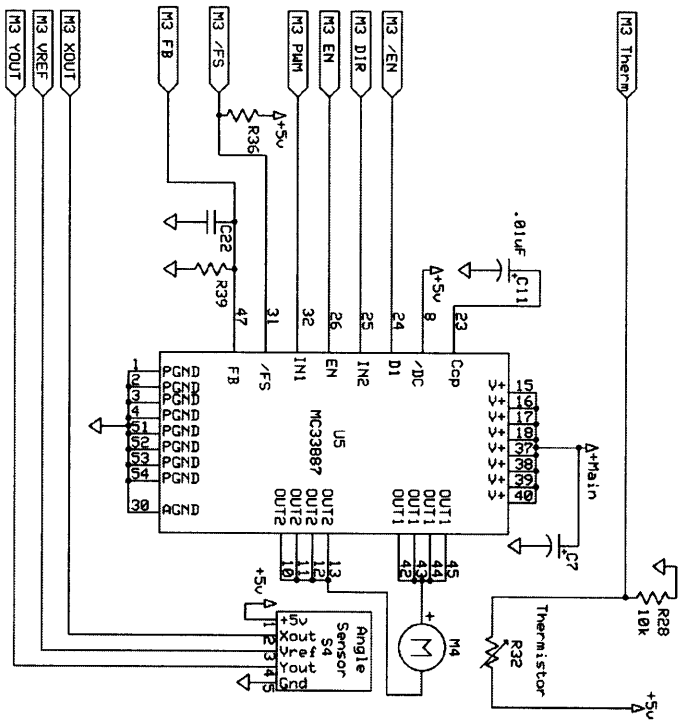 M3 YOUT
M3 VREF
M3 XOUT
M3 FB
M3 /FS
M3 PWM
M3 EN
M3 DIR
M3 /EN
M3 Therm
R36
+5v
C22
R39
.01uF
C11
+5v
47
31
32
26
25
24
8
23
FB
/FS
IN1
EN
IN2
D1
/DC
Ccp
1 PGND
2 PGND
3 PGND
4 PGND
51 PGND
52 PGND
53 PGND
54 PGND
30 AGND
U5
MC33887
V+ 15
V+ 16
V+ 17
V+ 18
V+ 37
V+ 38
V+ 39
V+ 40
+Main
C7
OUT2
OUT2
OUT2
OUT2
OUT1
OUT1
OUT1
OUT1
10
11
12
13
42
43
44
45
+5v
1 +5v
2 Xout
3 Vref
4 Yout
5 Gnd
Angle
Sensor
S4
+
M
M4
Thermistor
R32
R28
10k
+5v